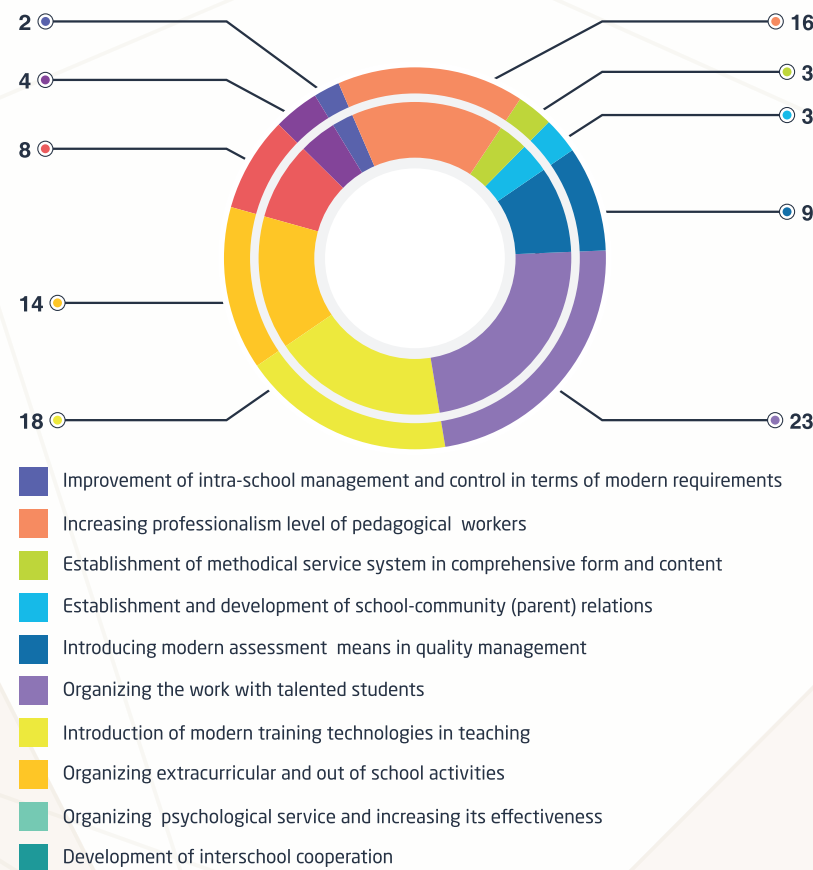 2
16
4
3
3
8
9
14
18
23
Improvement of intra-school management and control in terms of modern requirements
Increasing professionalism level of pedagogical workers
Establishment of methodical service system in comprehensive form and content
Establishment and development of school-community (parent) relations
Introducing modern assessment means in quality management
Organizing the work with talented students
Introduction of modern training technologies in teaching
Organizing extracurricular and out of school activities
Organizing psychological service and increasing its effectiveness
Development of interschool cooperation